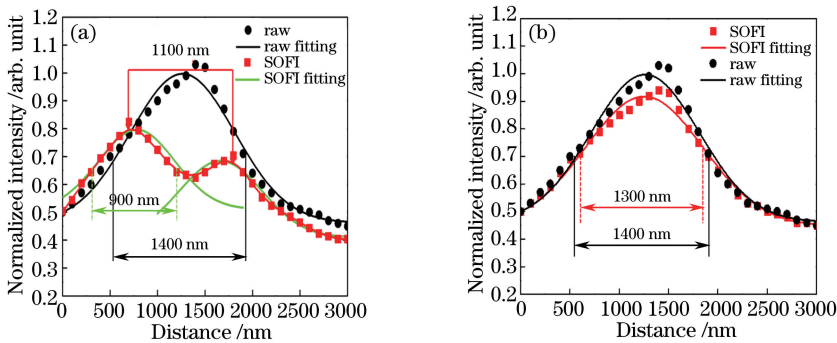 (a)
raw
raw fitting
SOFI
SOFI fitting
1100 nm
900 nm
1400 nm
Normalized intensity /arb. unit
1.2
1.1
1.0
0.9
0.8
0.7
0.6
0.5
0.4
0.3
0.2
0 500 1000 1500 2000 2500 3000
Distance /nm
(b)
SOFI
SOFI fitting
raw
raw fitting
1300 nm
1400 nm
Normalized intensity /arb. unit
1.2
1.1
1.0
0.9
0.8
0.7
0.6
0.5
0.4
0.3
0.2
0 500 1000 1500 2000 2500 3000
Distance /nm